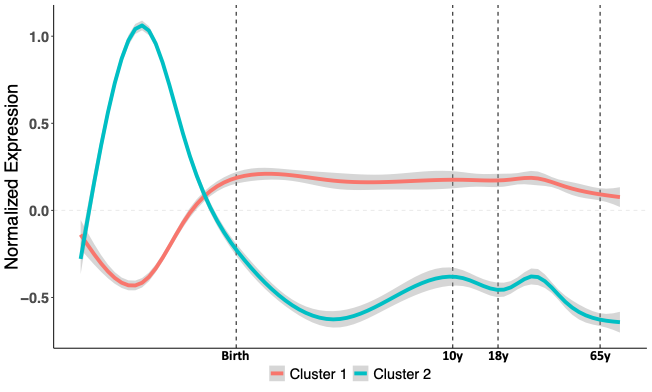 Normalized Expression
1.0
0.5
0.0
−0.5
Birth 10y 18y 65y
Cluster 1 Cluster 2